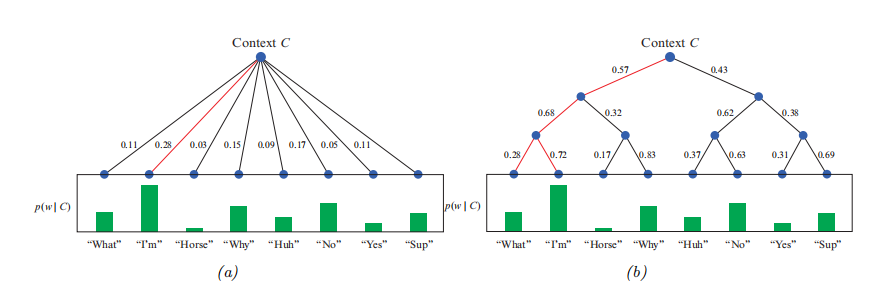 Context C
0.11 0.28 0.03 0.15 0.09 0.17 0.05 0.11
p(w | C)
“What” “I’m” “Horse” “Why” “Huh” “No” “Yes” “Sup”
(a)
Context C
0.57 0.43
0.68 0.32 0.62 0.38
0.28 0.72 0.17 0.83 0.37 0.63 0.31 0.69
p(w | C)
“What” “I’m” “Horse” “Why” “Huh” “No” “Yes” “Sup”
(b)